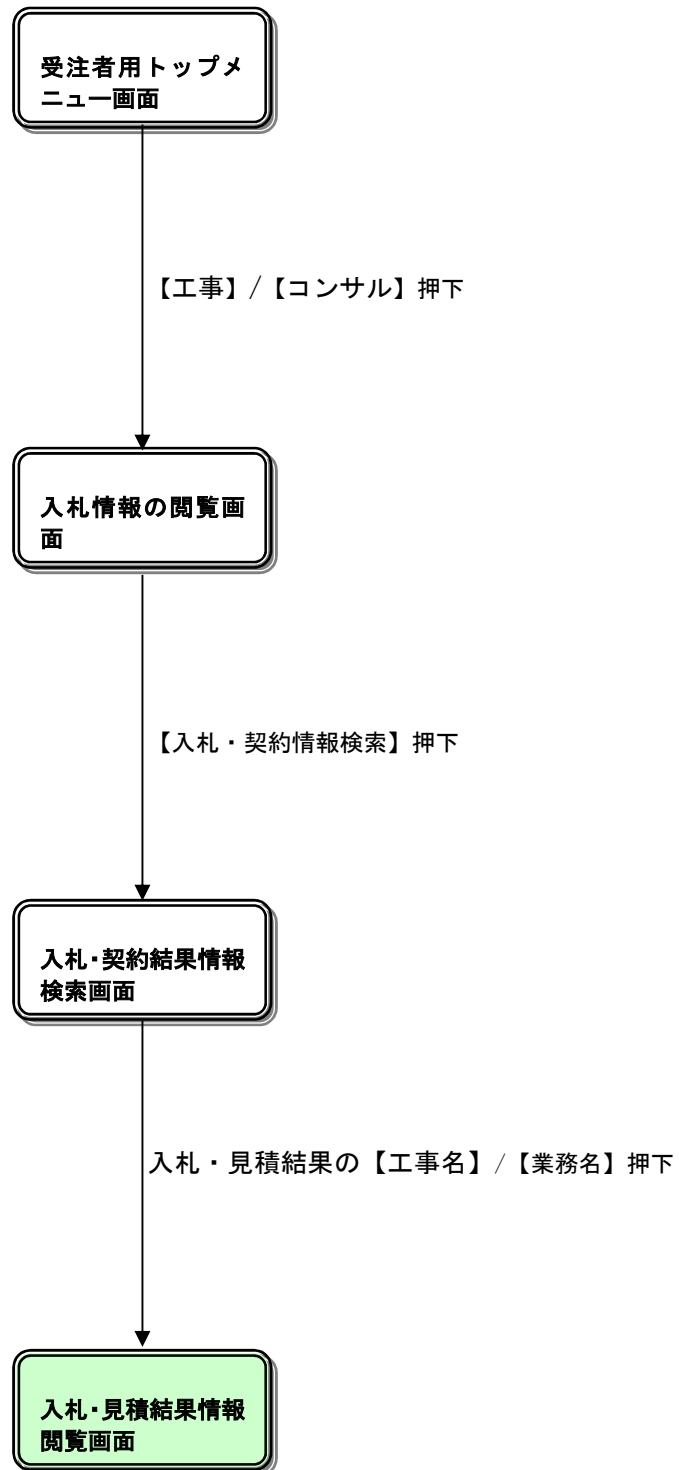 受注者用トップメ
ニュー画面
【工事】/【コンサル】押下
入札情報の閲覧画
面
【入札・契約情報検索】押下
入札・契約結果情報
検索画面
入札・見積結果の【工事名】/【業務名】押下
入札・見積結果情報
閲覧画面